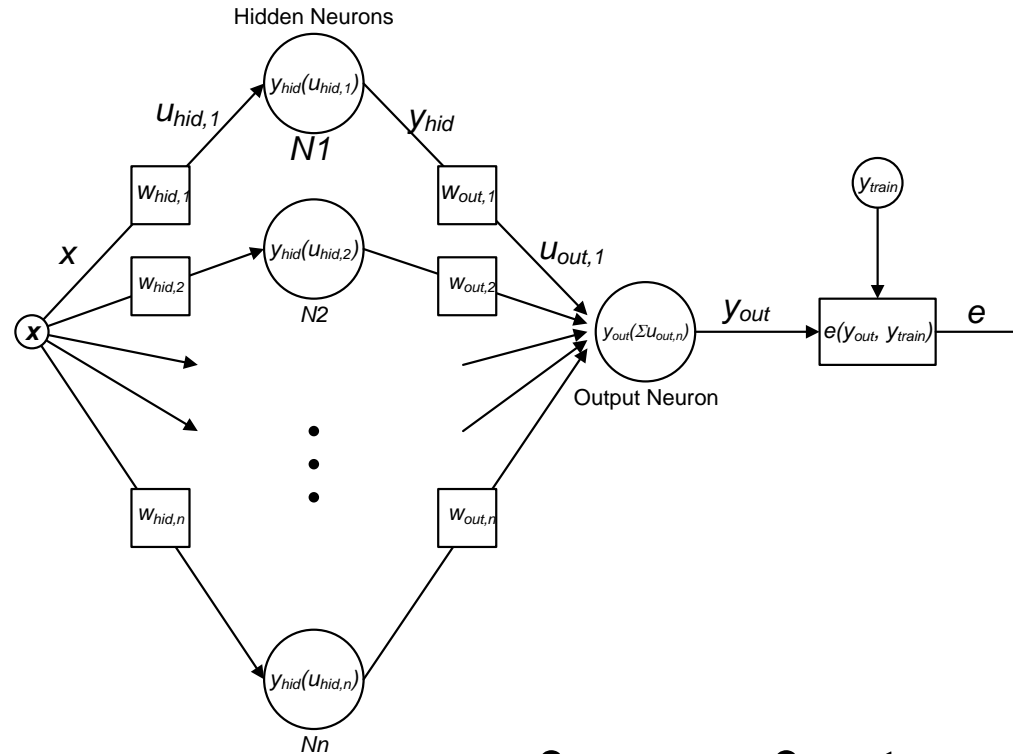 Hidden Neurons
y_hid(u_hid,1)
u_hid,1
y_hid
N1
w_hid,1
w_out,1
y_train
x
y_hid(u_hid,2)
u_out,1
w_hid,2
w_out,2
N2
x
y_out(Σu_out,n)
y_out
e(y_out, y_train)
e
Output Neuron
w_hid,n
w_out,n
y_hid(u_hid,n)
Nn